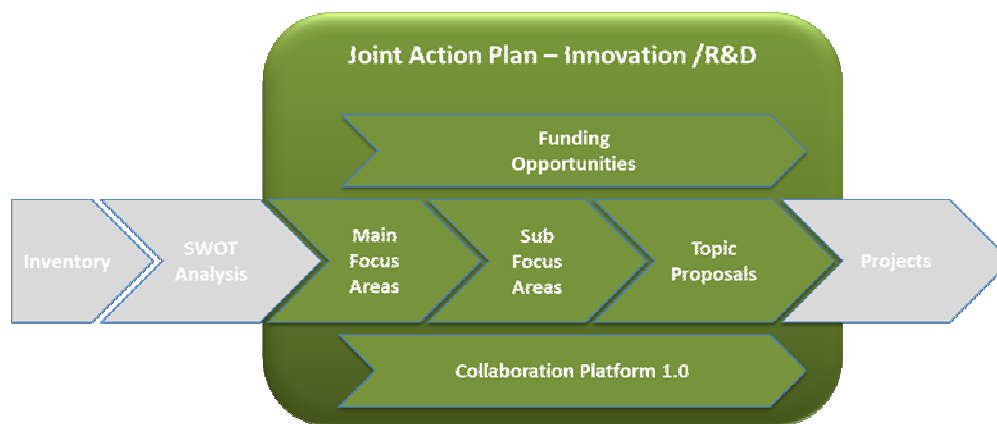 Joint Action Plan – Innovation /R&D
Funding
Opportunities
Inventory
SWOT
Analysis
Main
Focus
Areas
Sub
Focus
Areas
Topic
Proposals
Projects
Collaboration Platform 1.0